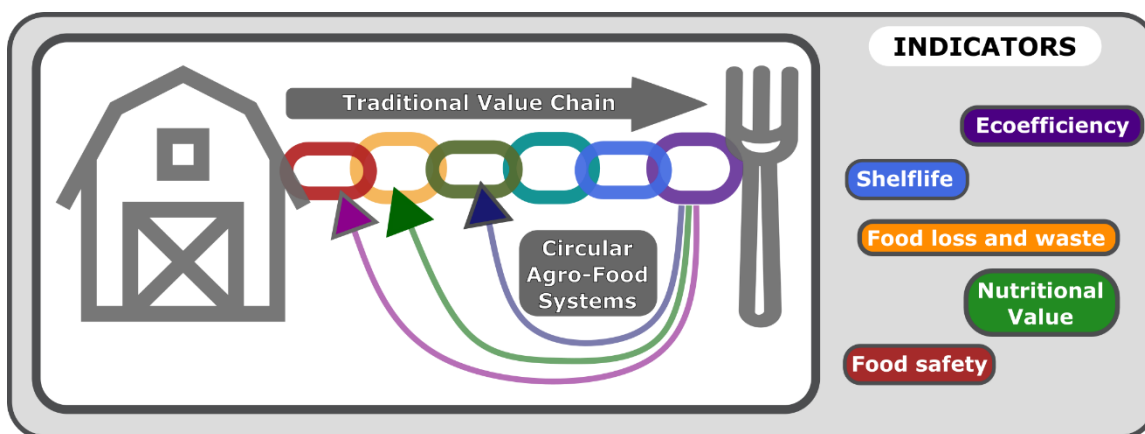 INDICATORS
Traditional Value Chain
Ecoefficiency
Shelflife
Food loss and waste
Circular
Agro-Food
Systems
Nutritional
Value
Food safety